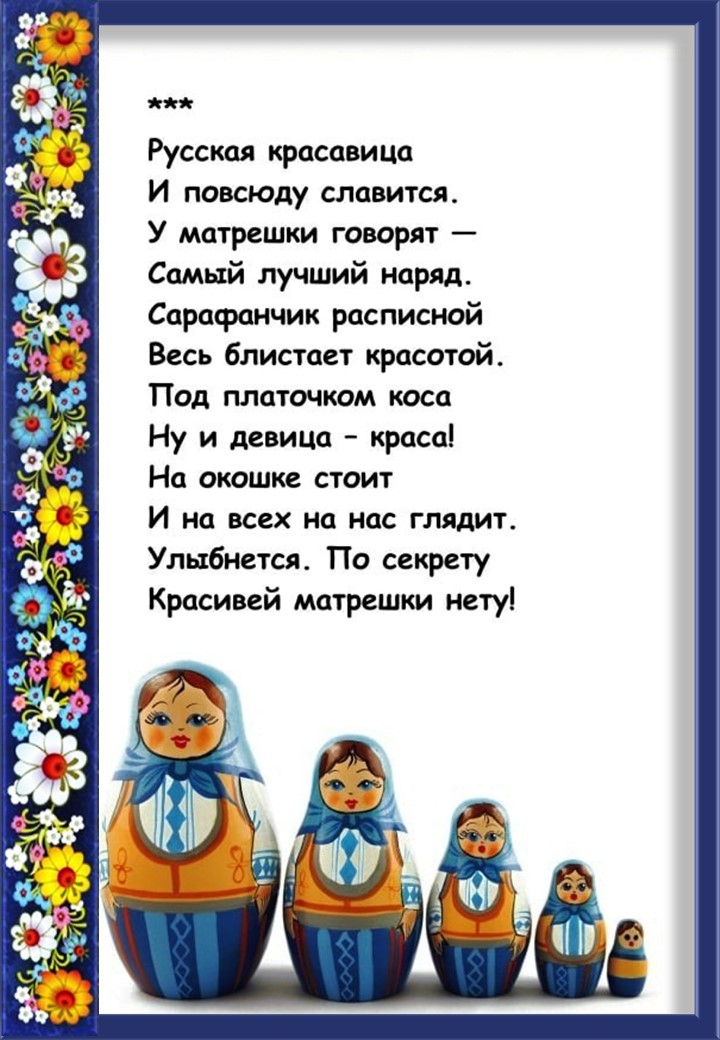 ***
Русская красавица
И повсюду славится.
У матрешки говорят —
Самый лучший наряд.
Сарафанчик расписной
Весь блистает красотой.
Под платочком коса
Ну и девица – краса!
На окошке стоит
И на всех на нас глядит.
Улыбнется. По секрету
Красивей матрешки нету!